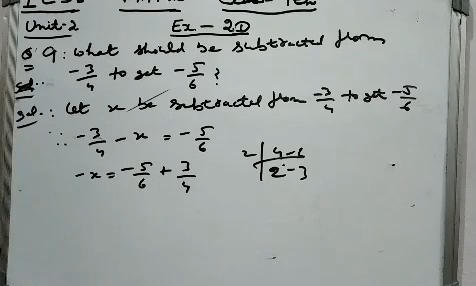 Unit-2 Ex - 2D
Q 9: What should be subtracted from
-3/4 to get -5/6?
Sol.: Let x be subtracted from -3/4 to get -5/6
∵ -3/4 - x = -5/6
-x = -5/6 + 3/4
2 | 4-6
2-3